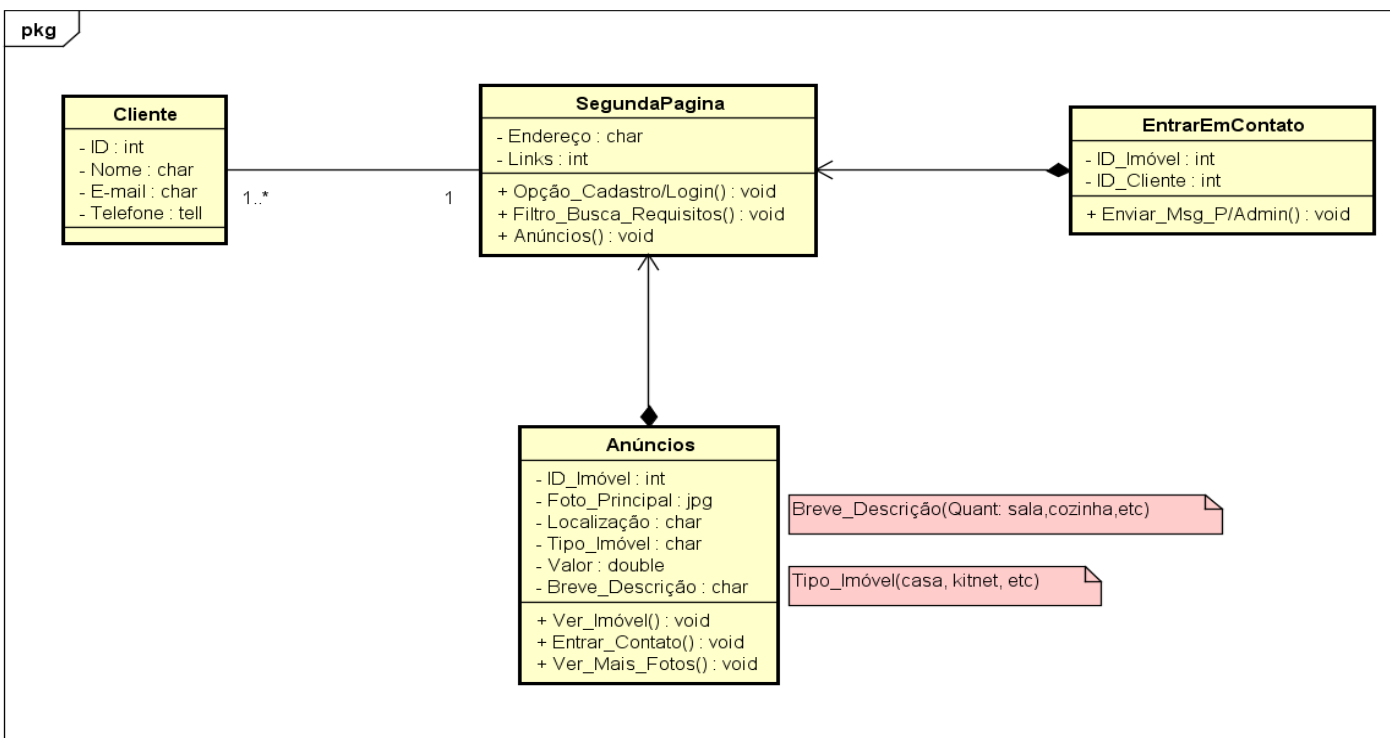 pkg
Cliente
- ID : int
- Nome : char
- E-mail : char
- Telefone : tell
1..*
1
SegundaPagina
- Endereço : char
- Links : int
+ Opção_Cadastro/Login() : void
+ Filtro_Busca_Requisitos() : void
+ Anúncios() : void
EntrarEmContato
- ID_Imóvel : int
- ID_Cliente : int
+ Enviar_Msg_P/Admin() : void
Anúncios
- ID_Imóvel : int
- Foto_Principal : jpg
- Localização : char
- Tipo_Imóvel : char
- Valor : double
- Breve_Descrição : char
+ Ver_Imóvel() : void
+ Entrar_Contato() : void
+ Ver_Mais_Fotos() : void
Breve_Descrição(Quant: sala,cozinha,etc)
Tipo_Imóvel(casa, kitnet, etc)